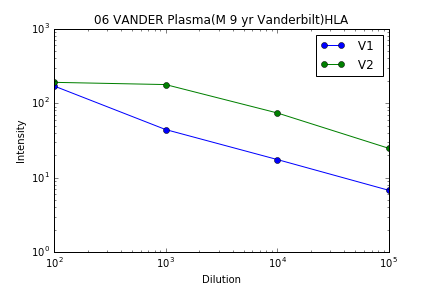 06 VANDER Plasma(M 9 yr Vanderbilt)HLA
10³
V1
V2
10²
Intensity
10¹
10⁰
10² 10³ 10⁴ 10⁵
Dilution